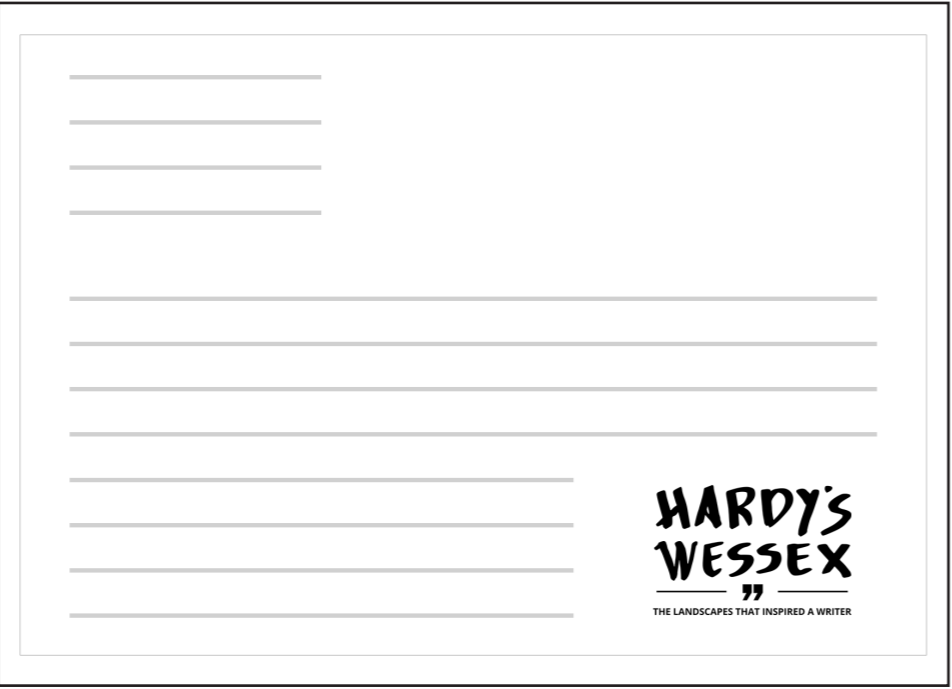 HARDY'S
WESSEX
”
THE LANDSCAPES THAT INSPIRED A WRITER